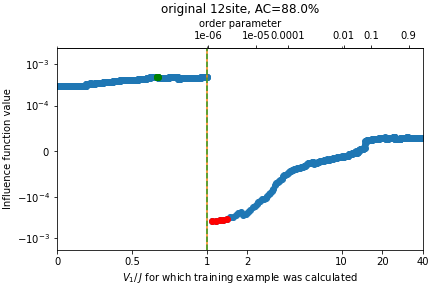 original 12site, AC=88.0%
order parameter
1e-06 1e-05 0.0001 0.01 0.1 0.9
Influence function value
10⁻³
10⁻⁴
0
−10⁻⁴
−10⁻³
0 0.5 1 2 10 20 40
V₁/J for which training example was calculated